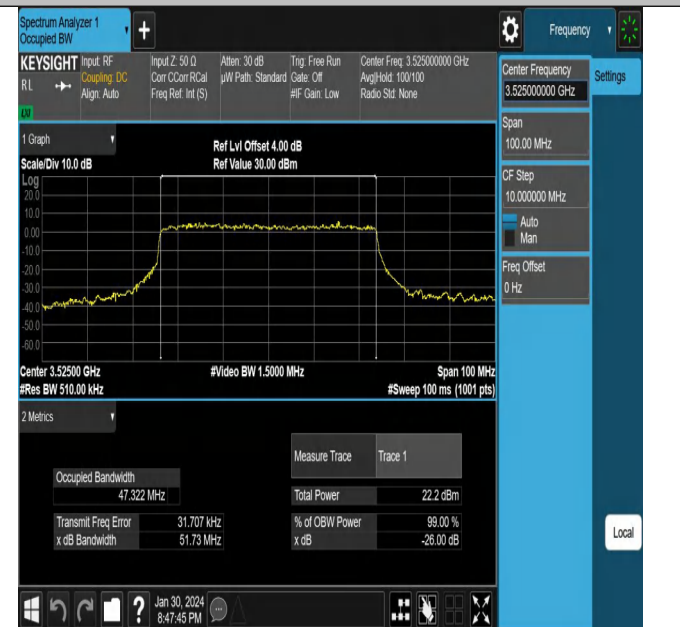 Spectrum Analyzer 1
Occupied BW
+
Frequency
KEYSIGHT Input: RF Input Z: 50 Ω Atten: 30 dB Trig: Free Run Center Freq: 3.525000000 GHz
RL Coupling: DC Corr CCorr RCal µW Path: Standard Gate: Off Avg|Hold: 100/100
Align: Auto Freq Ref: Int (S) #IF Gain: Low Radio Std: None
LXI
Center Frequency
3.525000000 GHz
Settings
Span
100.00 MHz
CF Step
10.000000 MHz
Auto
Man
Freq Offset
0 Hz
1 Graph
Ref Lvl Offset 4.00 dB
Scale/Div 10.0 dB Ref Value 30.00 dBm
Log
20.0
10.0
0.00
-10.0
-20.0
-30.0
-40.0
-50.0
-60.0
Center 3.52500 GHz #Video BW 1.5000 MHz Span 100 MHz
#Res BW 510.00 kHz #Sweep 100 ms (1001 pts)
2 Metrics
Measure Trace Trace 1
Occupied Bandwidth
47.322 MHz
Total Power 22.2 dBm
Transmit Freq Error 31.707 kHz
% of OBW Power 99.00 %
x dB Bandwidth 51.73 MHz
x dB -26.00 dB
Local
? Jan 30, 2024
8:47:45 PM